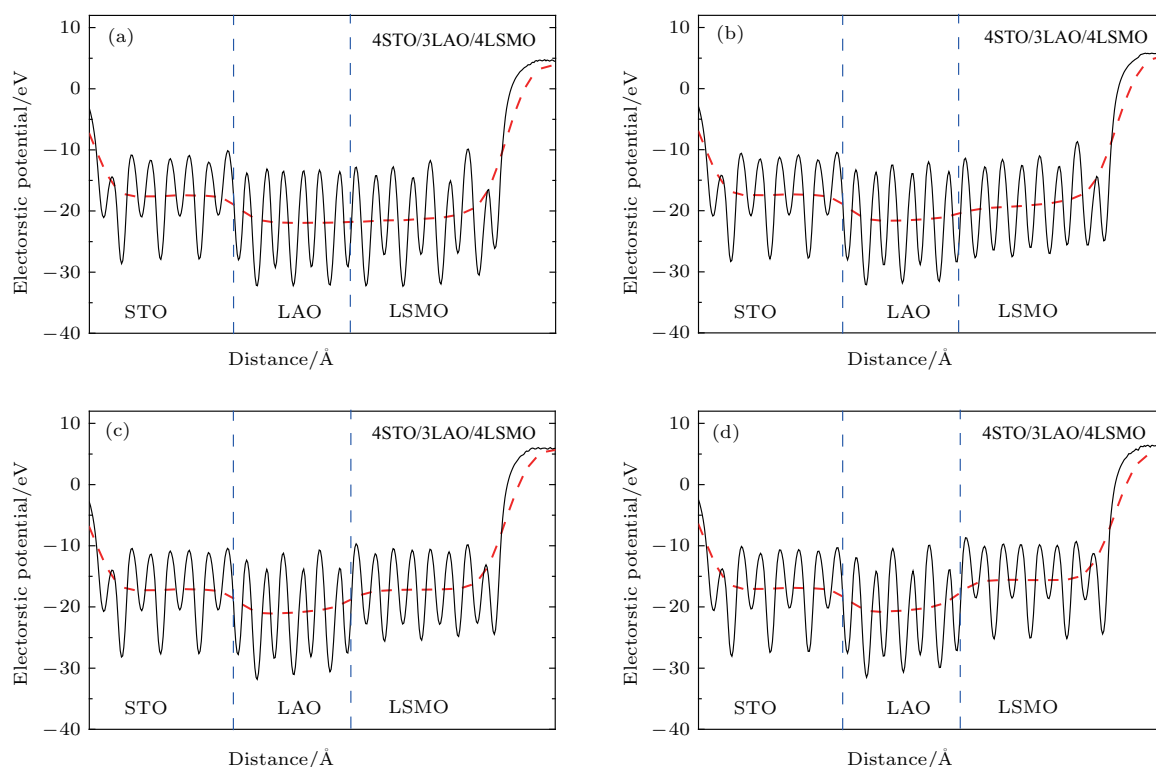 (a) 4STO/3LAO/4LSMO
10
0
−10
−20
−30
−40
Electorstic potential/eV
STO LAO LSMO
Distance/Å
(b) 4STO/3LAO/4LSMO
10
0
−10
−20
−30
−40
Electorstic potential/eV
STO LAO LSMO
Distance/Å
(c) 4STO/3LAO/4LSMO
10
0
−10
−20
−30
−40
Electorstic potential/eV
STO LAO LSMO
Distance/Å
(d) 4STO/3LAO/4LSMO
10
0
−10
−20
−30
−40
Electorstic potential/eV
STO LAO LSMO
Distance/Å